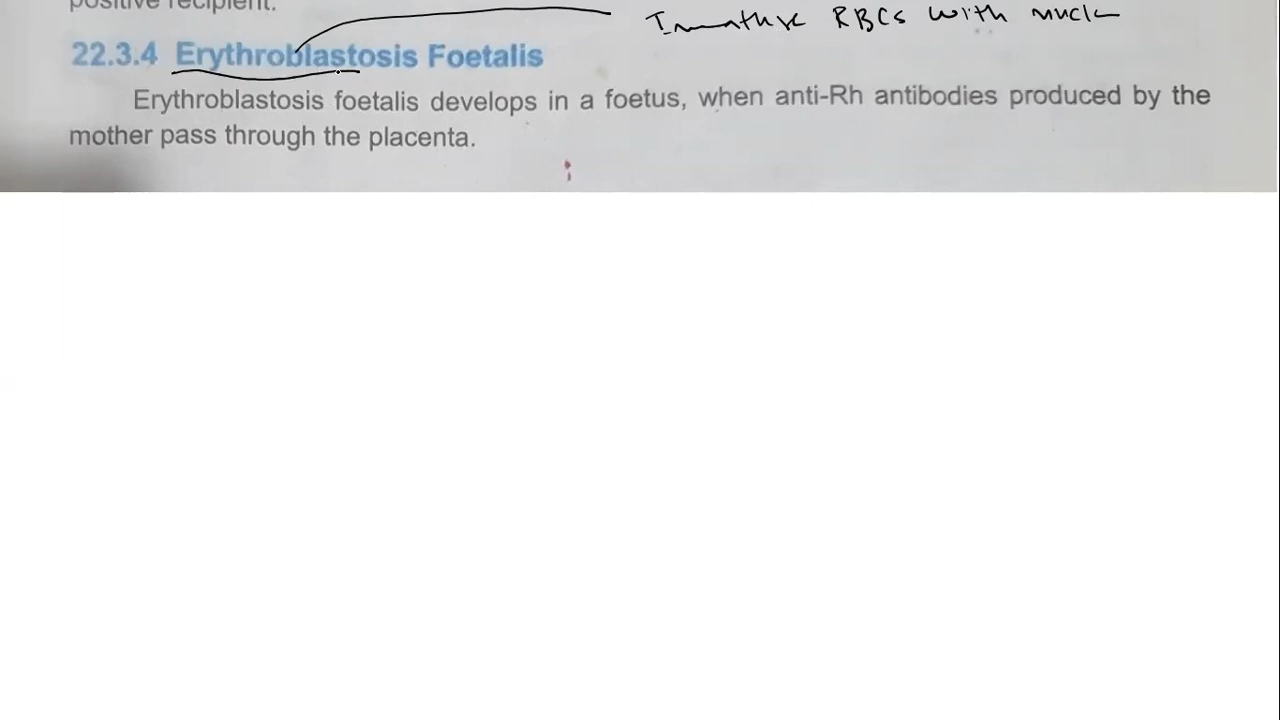 positive recipient.
Immature RBCs with nucle
22.3.4 Erythroblastosis Foetalis
Erythroblastosis foetalis develops in a foetus, when anti-Rh antibodies produced by the
mother pass through the placenta.